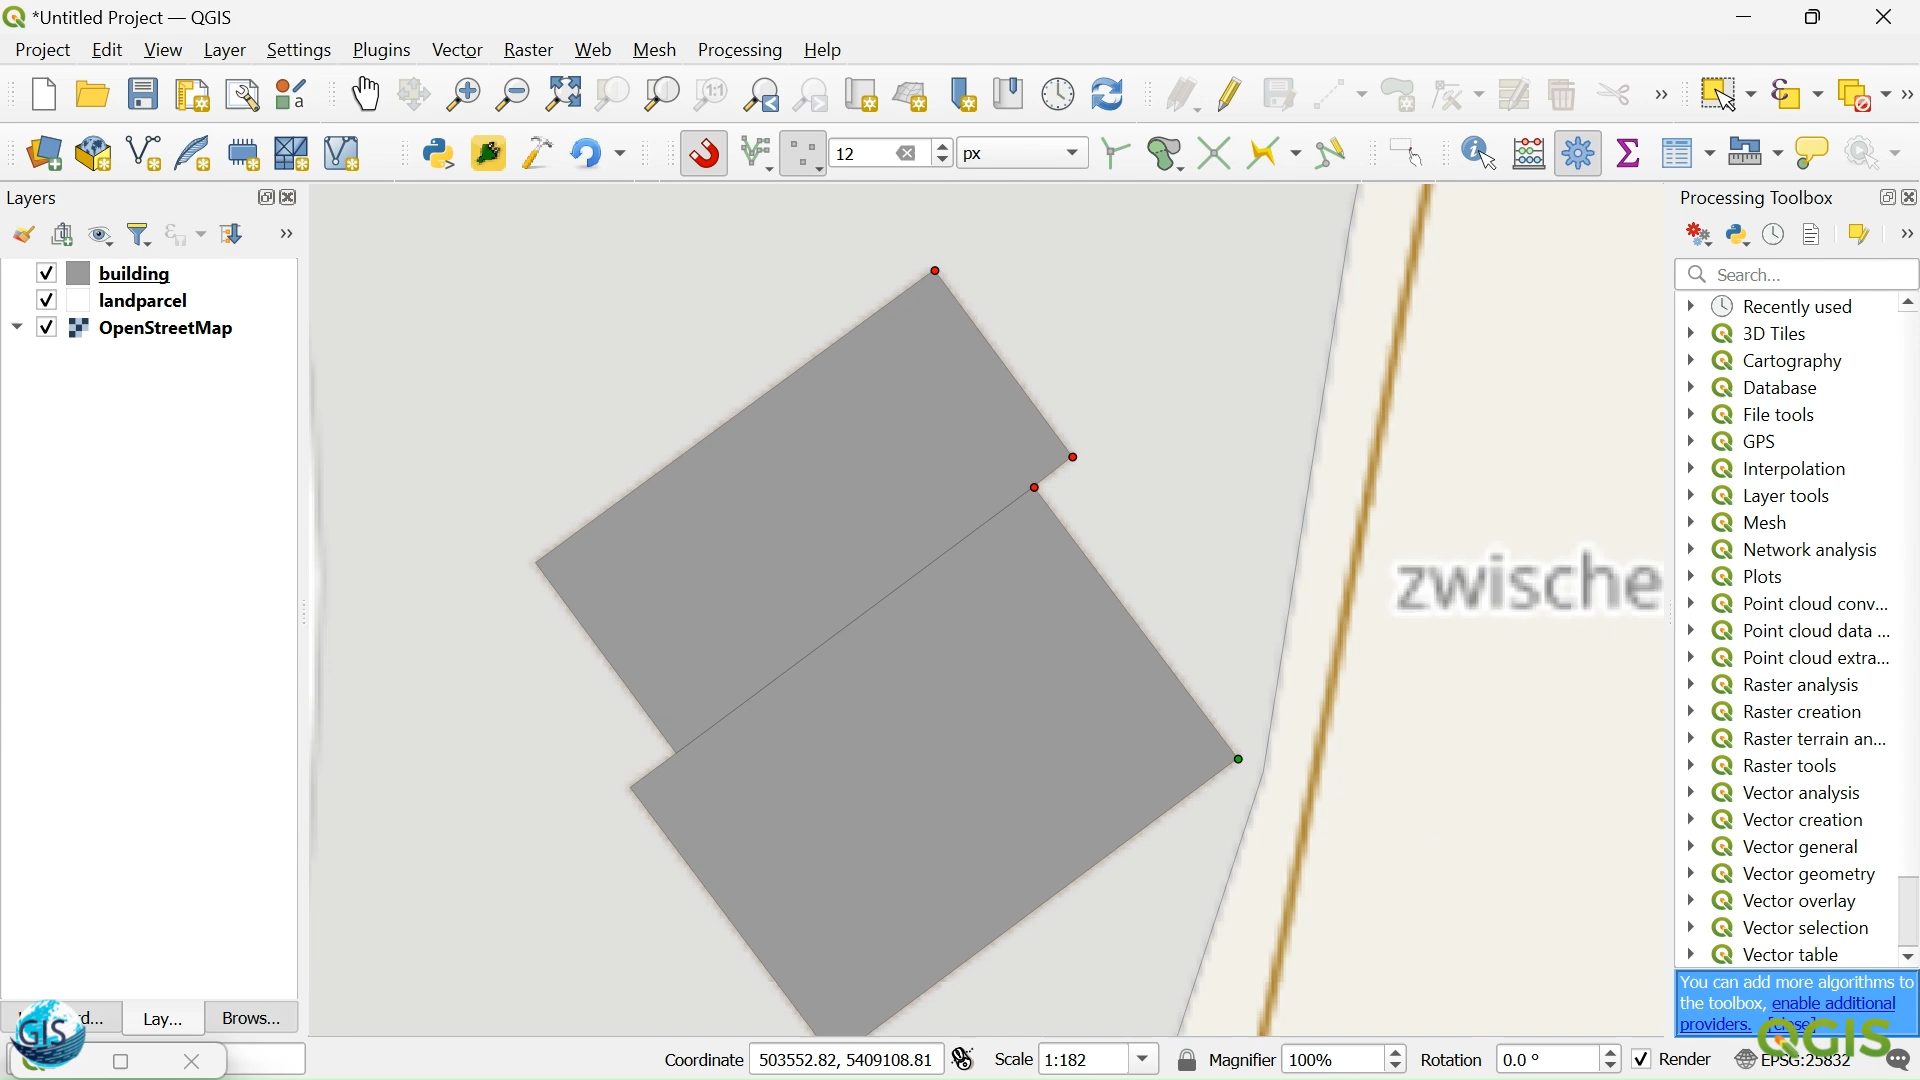 *Untitled Project — QGIS
Project Edit View Layer Settings Plugins Vector Raster Web Mesh Processing Help
12 px
Layers
building
landparcel
OpenStreetMap
zwische
Processing Toolbox
Search...
Recently used
3D Tiles
Cartography
Database
File tools
GPS
Interpolation
Layer tools
Mesh
Network analysis
Plots
Point cloud conv...
Point cloud data ...
Point cloud extra...
Raster analysis
Raster creation
Raster terrain an...
Raster tools
Vector analysis
Vector creation
Vector general
Vector geometry
Vector overlay
Vector selection
Vector table
You can add more algorithms to
the toolbox, enable additional
providers. [close]
Lay... Brows...
GIS
QGIS
Coordinate 503552.82, 5409108.81 Scale 1:182 Magnifier 100% Rotation 0.0 ° Render EPSG:25832